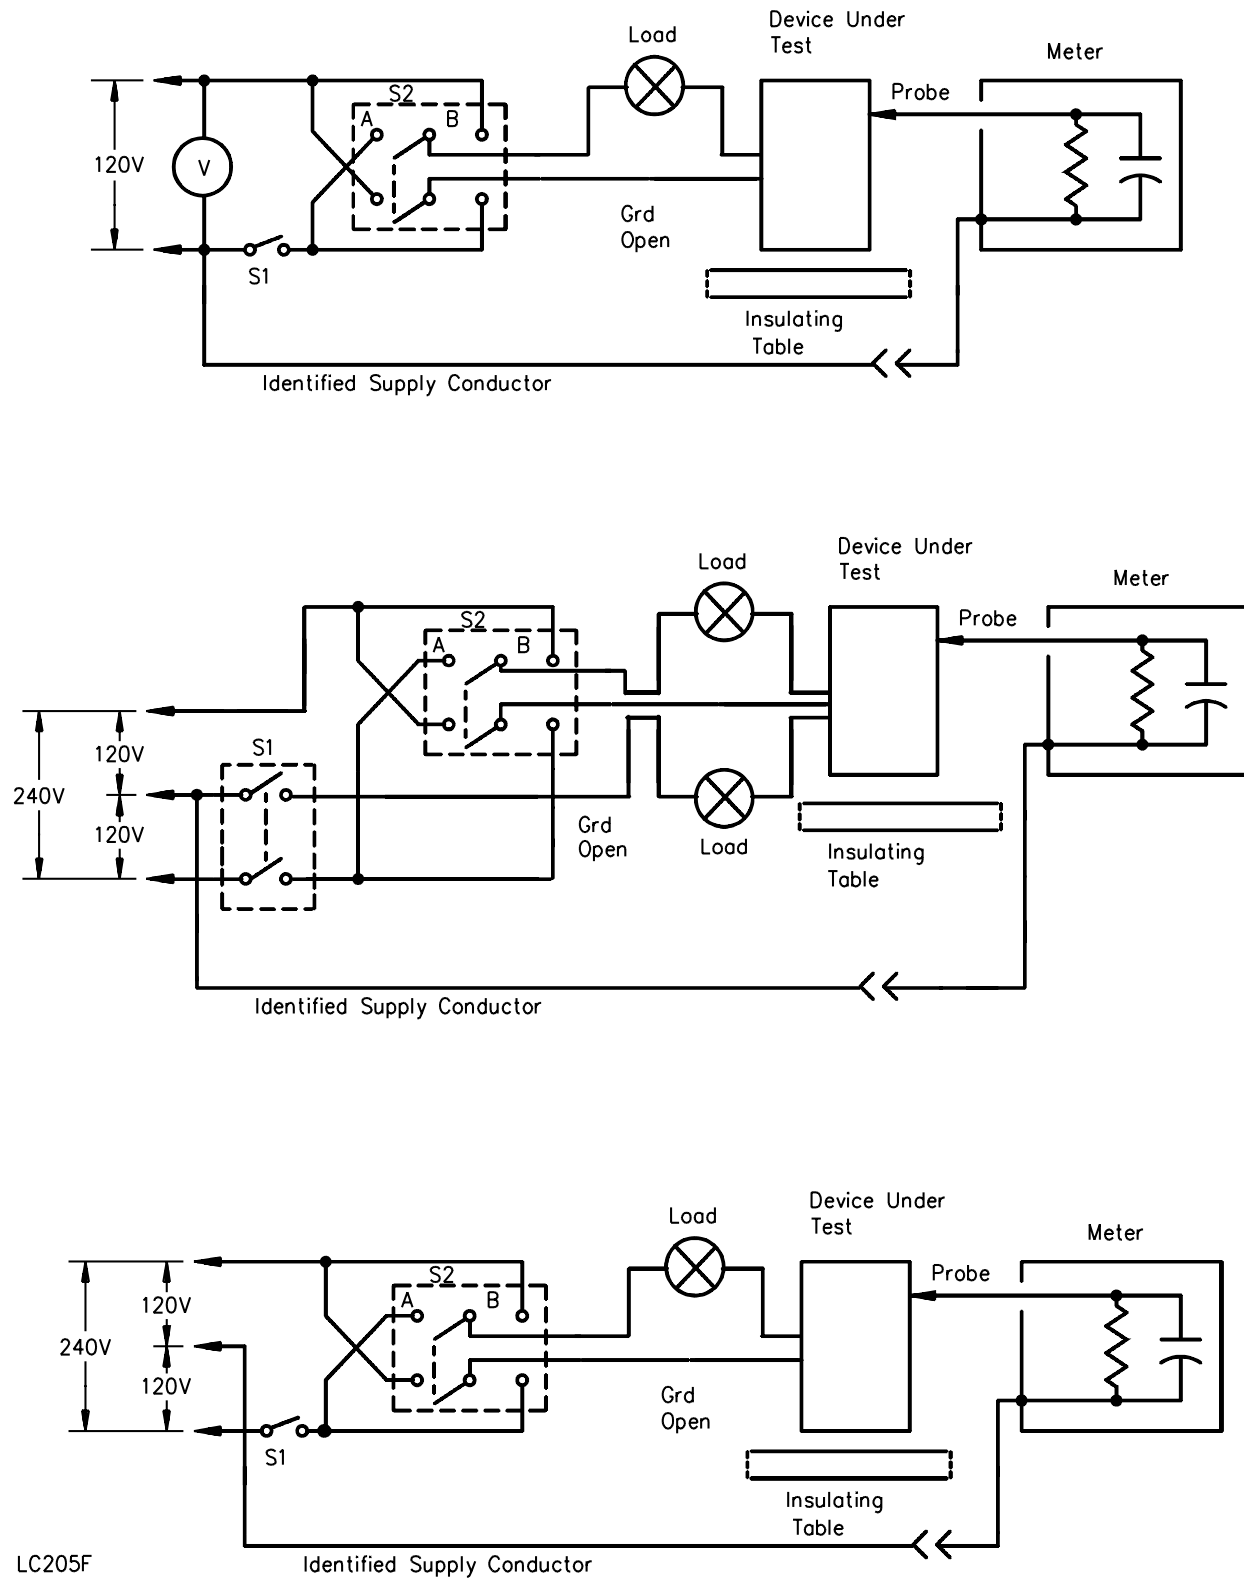 Device Under
Test
Load
Meter
S2
A
B
Probe
120V
V
Grd
Open
S1
Insulating
Table
Identified Supply Conductor
Device Under
Test
Load
Meter
S2
A
B
Probe
120V
S1
240V
120V
Grd
Open
Load
Insulating
Table
Identified Supply Conductor
Device Under
Test
Load
Meter
S2
A
B
Probe
120V
240V
120V
Grd
Open
S1
Insulating
Table
LC205F
Identified Supply Conductor